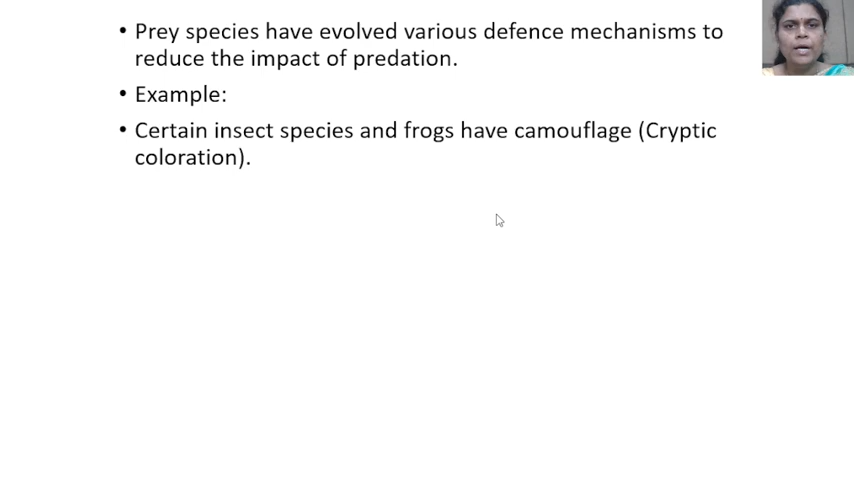 • Prey species have evolved various defence mechanisms to
reduce the impact of predation.
• Example:
• Certain insect species and frogs have camouflage (Cryptic
coloration).